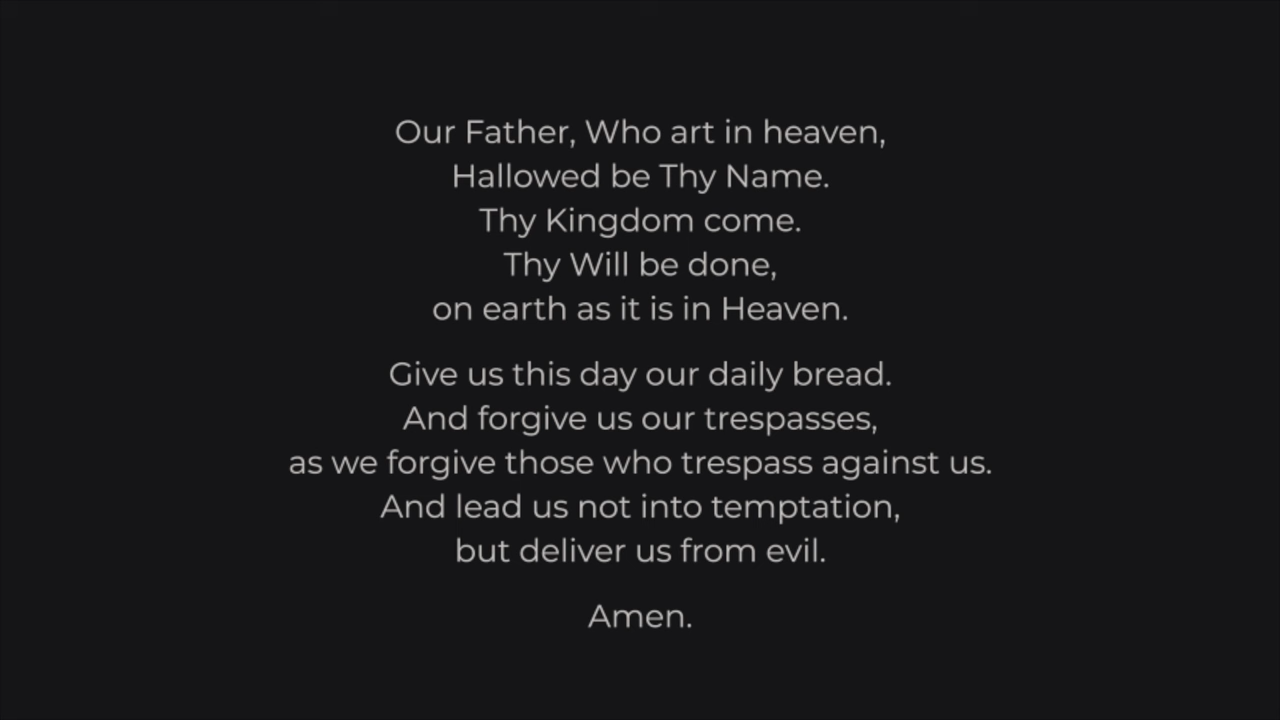 Our Father, Who art in heaven,
Hallowed be Thy Name.
Thy Kingdom come.
Thy Will be done,
on earth as it is in Heaven.
Give us this day our daily bread.
And forgive us our trespasses,
as we forgive those who trespass against us.
And lead us not into temptation,
but deliver us from evil.
Amen.